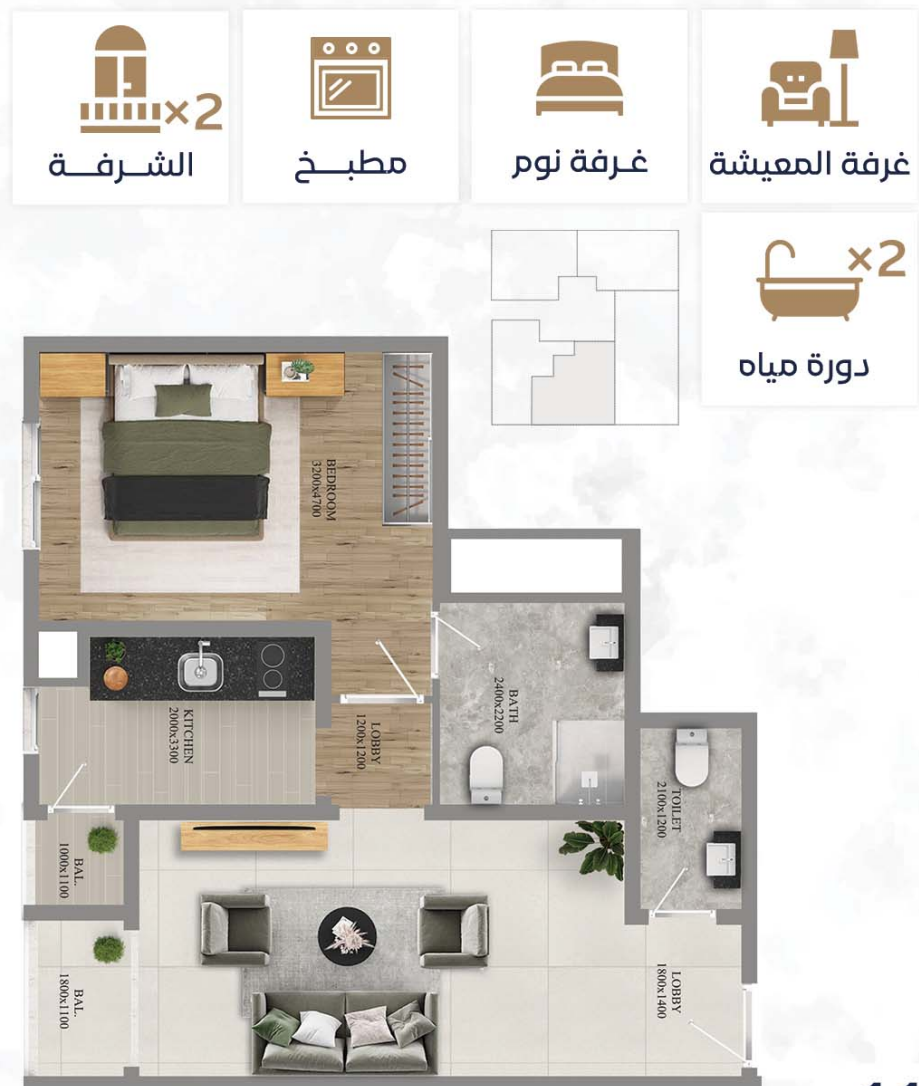 غرفة المعيشة
غرفة نوم
مطبخ
×2
الشرفة
×2
دورة مياه
BEDROOM
3200x4700
BATH
2400x2200
KITCHEN
2000x3300
LOBBY
1200x1200
TOILET
2100x1200
BAL.
1000x1100
BAL.
1800x1100
LOBBY
1800x1400